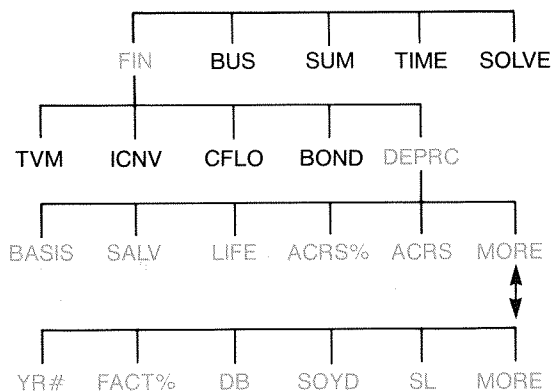 FIN BUS SUM TIME SOLVE
TVM ICNV CFLO BOND DEPRC
BASIS SALV LIFE ACRS% ACRS MORE
YR# FACT% DB SOYD SL MORE